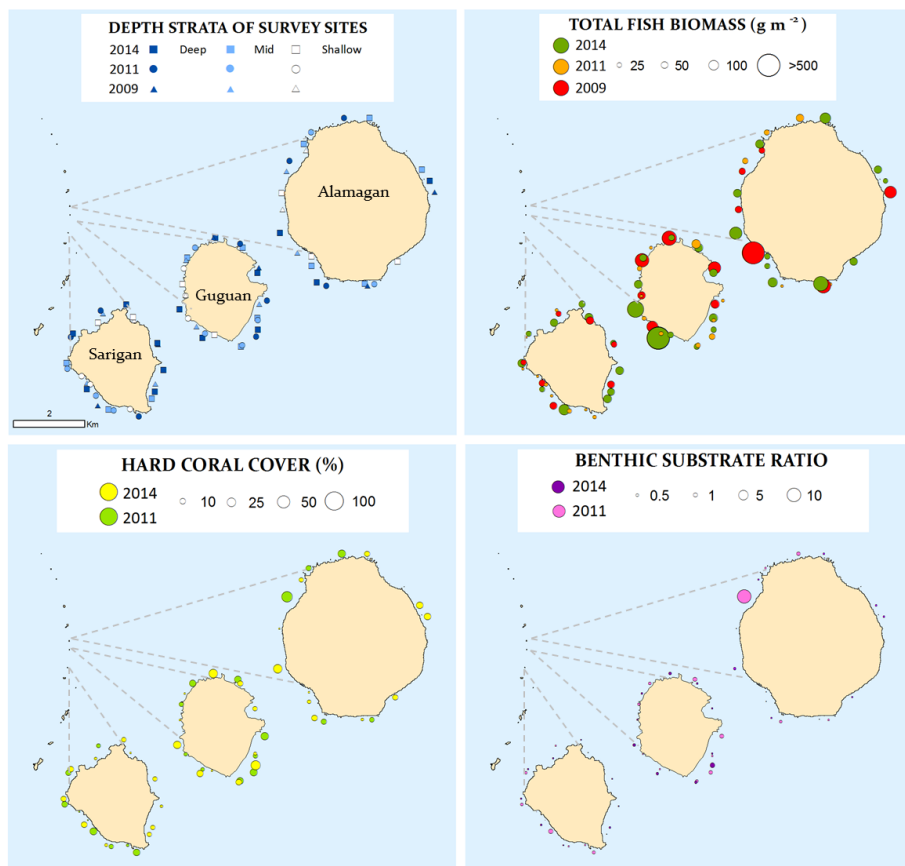 DEPTH STRATA OF SURVEY SITES
2014 Deep Mid Shallow
2011
2009
Alamagan
Guguan
Sarigan
2
Km
TOTAL FISH BIOMASS (g m ⁻²)
2014
2011 25 50 100 >500
2009
HARD CORAL COVER (%)
2014 10 25 50 100
2011
BENTHIC SUBSTRATE RATIO
2014 0.5 1 5 10
2011